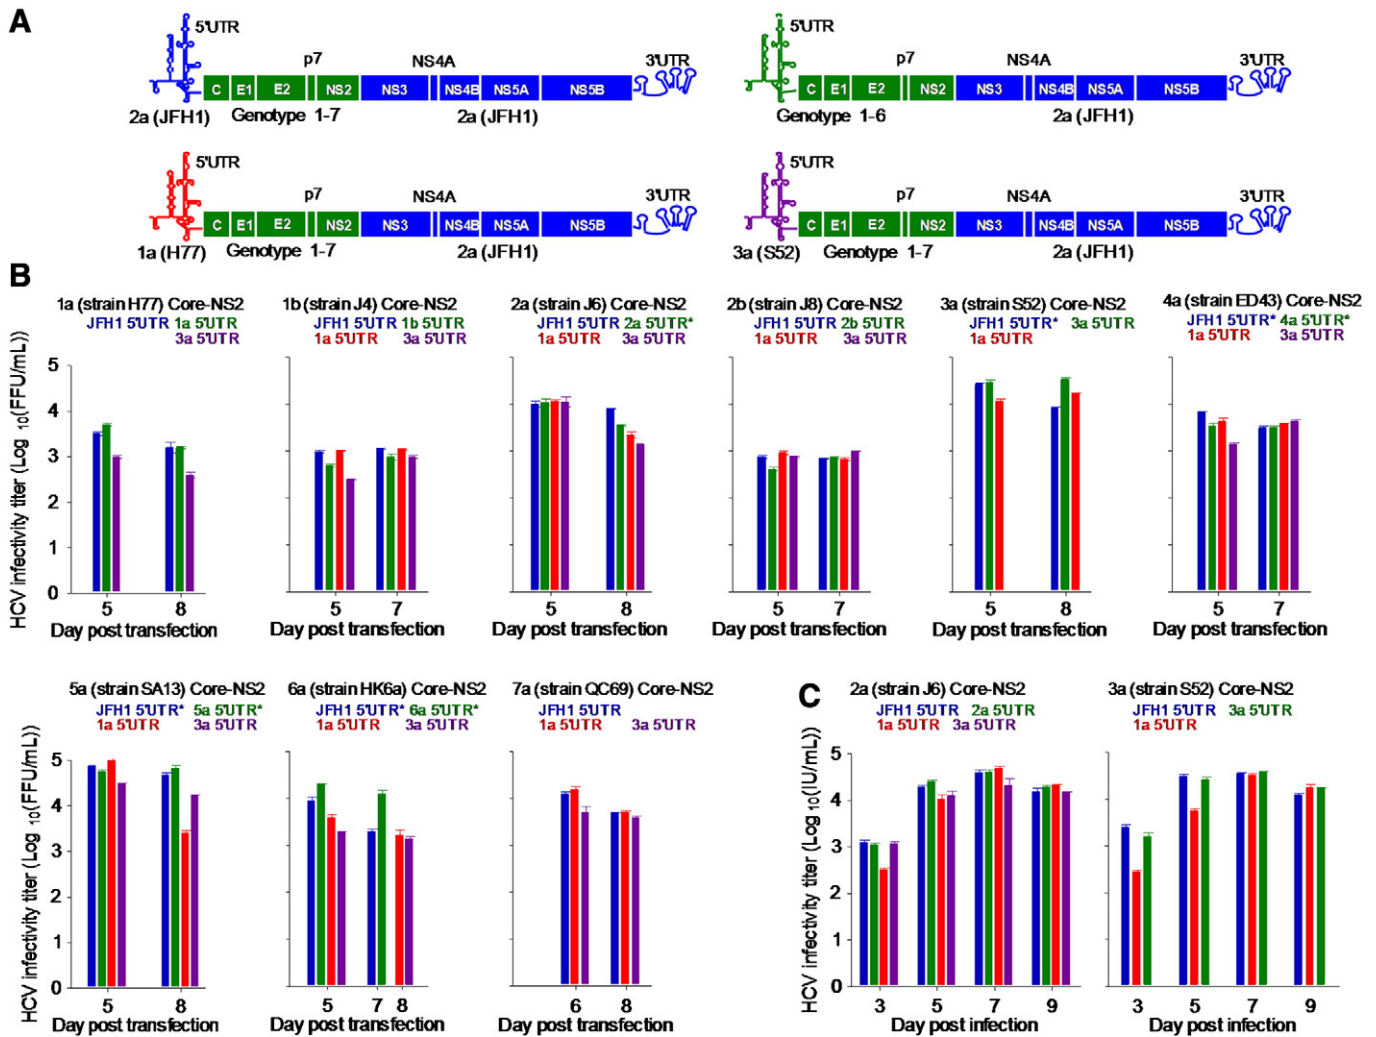 A
5'UTR
p7
NS4A
3'UTR
C E1 E2 NS2 NS3 NS4B NS5A NS5B
2a (JFH1) Genotype 1-7 2a (JFH1)
5'UTR
p7
NS4A
3'UTR
C E1 E2 NS2 NS3 NS4B NS5A NS5B
Genotype 1-6 2a (JFH1)
5'UTR
p7
NS4A
3'UTR
C E1 E2 NS2 NS3 NS4B NS5A NS5B
1a (H77) Genotype 1-7 2a (JFH1)
5'UTR
p7
NS4A
3'UTR
C E1 E2 NS2 NS3 NS4B NS5A NS5B
3a (S52) Genotype 1-7 2a (JFH1)
B
HCV infectivity titer (Log 10(FFU/mL))
1a (strain H77) Core-NS2
JFH1 5'UTR 1a 5'UTR
3a 5'UTR
5
4
3
2
1
0
5 8
Day post transfection
1b (strain J4) Core-NS2
JFH1 5'UTR 1b 5'UTR
1a 5'UTR 3a 5'UTR
5 7
Day post transfection
2a (strain J6) Core-NS2
JFH1 5'UTR 2a 5'UTR*
1a 5'UTR 3a 5'UTR
5 8
Day post transfection
2b (strain J8) Core-NS2
JFH1 5'UTR 2b 5'UTR
1a 5'UTR 3a 5'UTR
5 7
Day post transfection
3a (strain S52) Core-NS2
JFH1 5'UTR* 3a 5'UTR
1a 5'UTR
5 8
Day post transfection
4a (strain ED43) Core-NS2
JFH1 5'UTR* 4a 5'UTR*
1a 5'UTR 3a 5'UTR
5 7
Day post transfection
HCV infectivity titer (Log 10(FFU/mL))
5a (strain SA13) Core-NS2
JFH1 5'UTR* 5a 5'UTR*
1a 5'UTR 3a 5'UTR
5
4
3
2
1
0
5 8
Day post transfection
6a (strain HK6a) Core-NS2
JFH1 5'UTR* 6a 5'UTR*
1a 5'UTR 3a 5'UTR
5 7 8
Day post transfection
7a (strain QC69) Core-NS2
JFH1 5'UTR
1a 5'UTR 3a 5'UTR
6 8
Day post transfection
C
HCV infectivity titer (Log 10(IU/mL))
2a (strain J6) Core-NS2
JFH1 5'UTR 2a 5'UTR
1a 5'UTR 3a 5'UTR
5
4
3
2
1
0
3 5 7 9
Day post infection
3a (strain S52) Core-NS2
JFH1 5'UTR 3a 5'UTR
1a 5'UTR
3 5 7 9
Day post infection